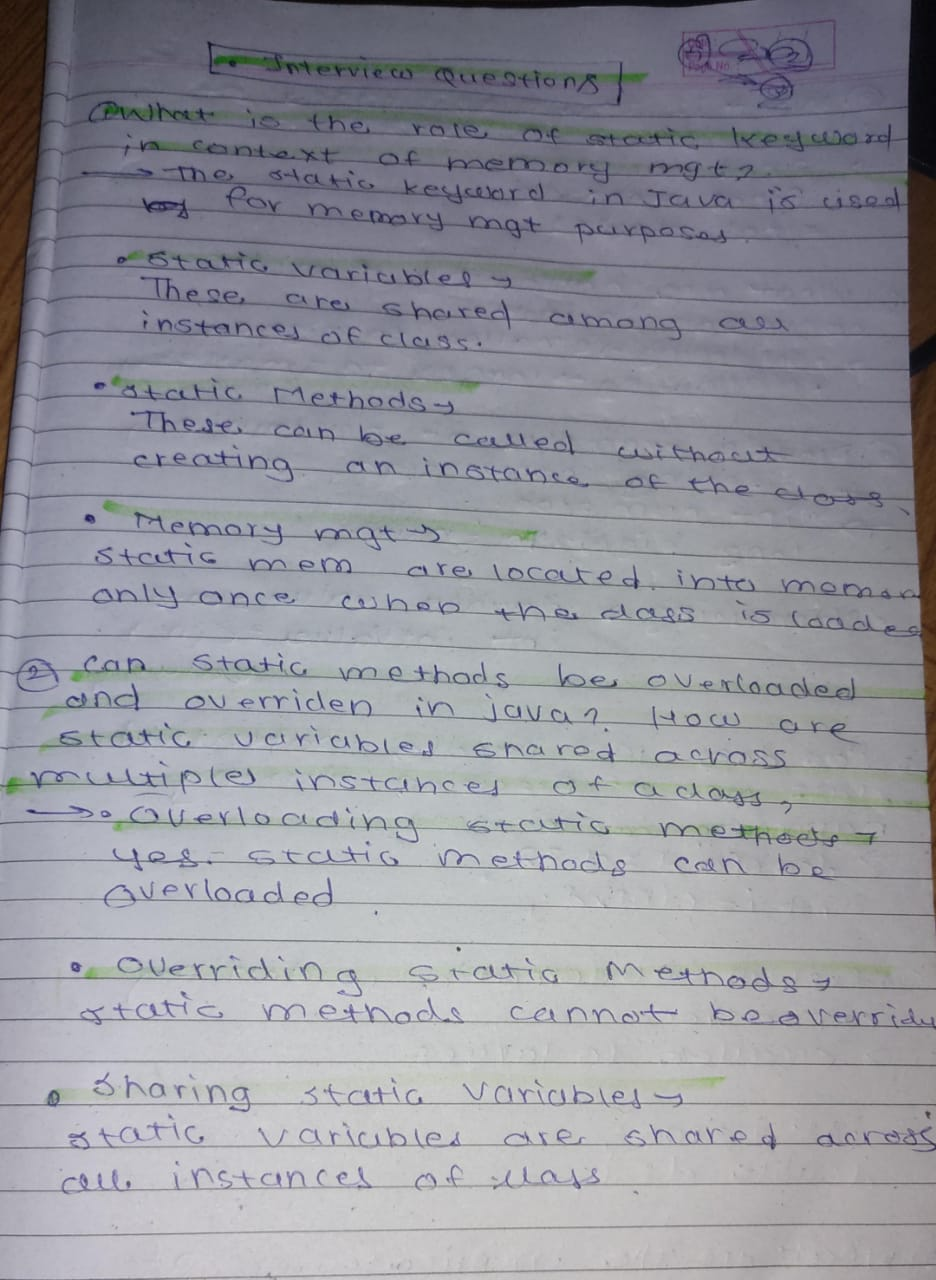 • Interview Questions
① What is the role of static keyword
in context of memory mgt?
→ The static keyword in Java is used
for memory mgt purposes.
• Static variables →
These are shared among all
instances of class.
• Static Methods →
These can be called without
creating an instance of the class.
• Memory mgt →
static mem are located into memor
only once when the class is loaded
② Can static methods be overloaded
and overriden in java? How are
static variables shared across
multiples instances of a class,
→ • Overloading static methods →
yes. static methods can be
overloaded.
• Overriding static Methods →
static methods cannot be overridd
• Sharing static variables →
static variables are shared across
all instances of class.